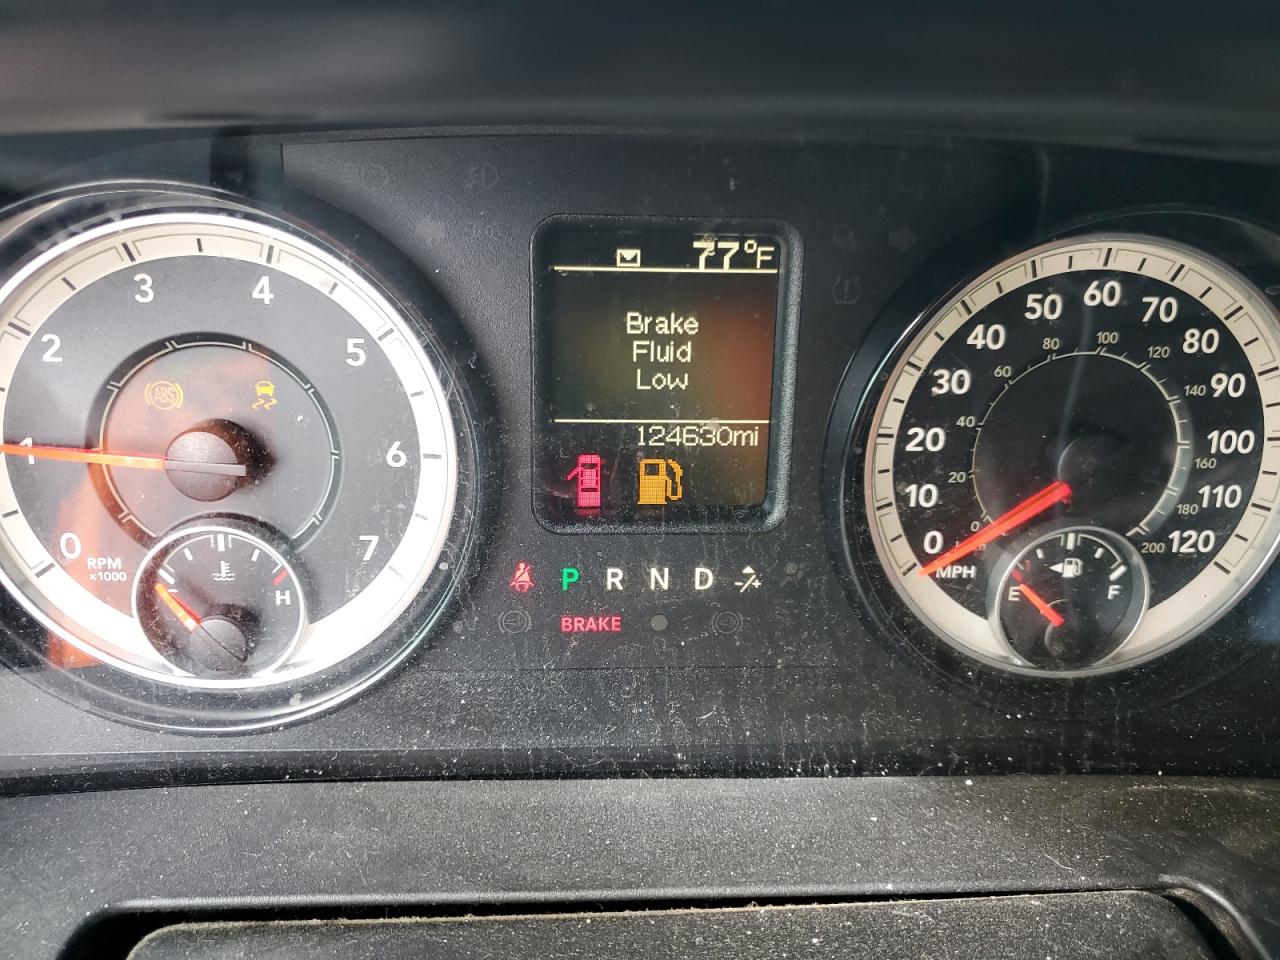 77°F
Brake
Fluid
Low
124630mi
0 1 2 3 4 5 6 7
RPM
x1000
ABS
H
P R N D
BRAKE
0 10 20 30 40 50 60 70 80 90 100 110 120
MPH
0 20 40 60 80 100 120 140 160 180 200
E F